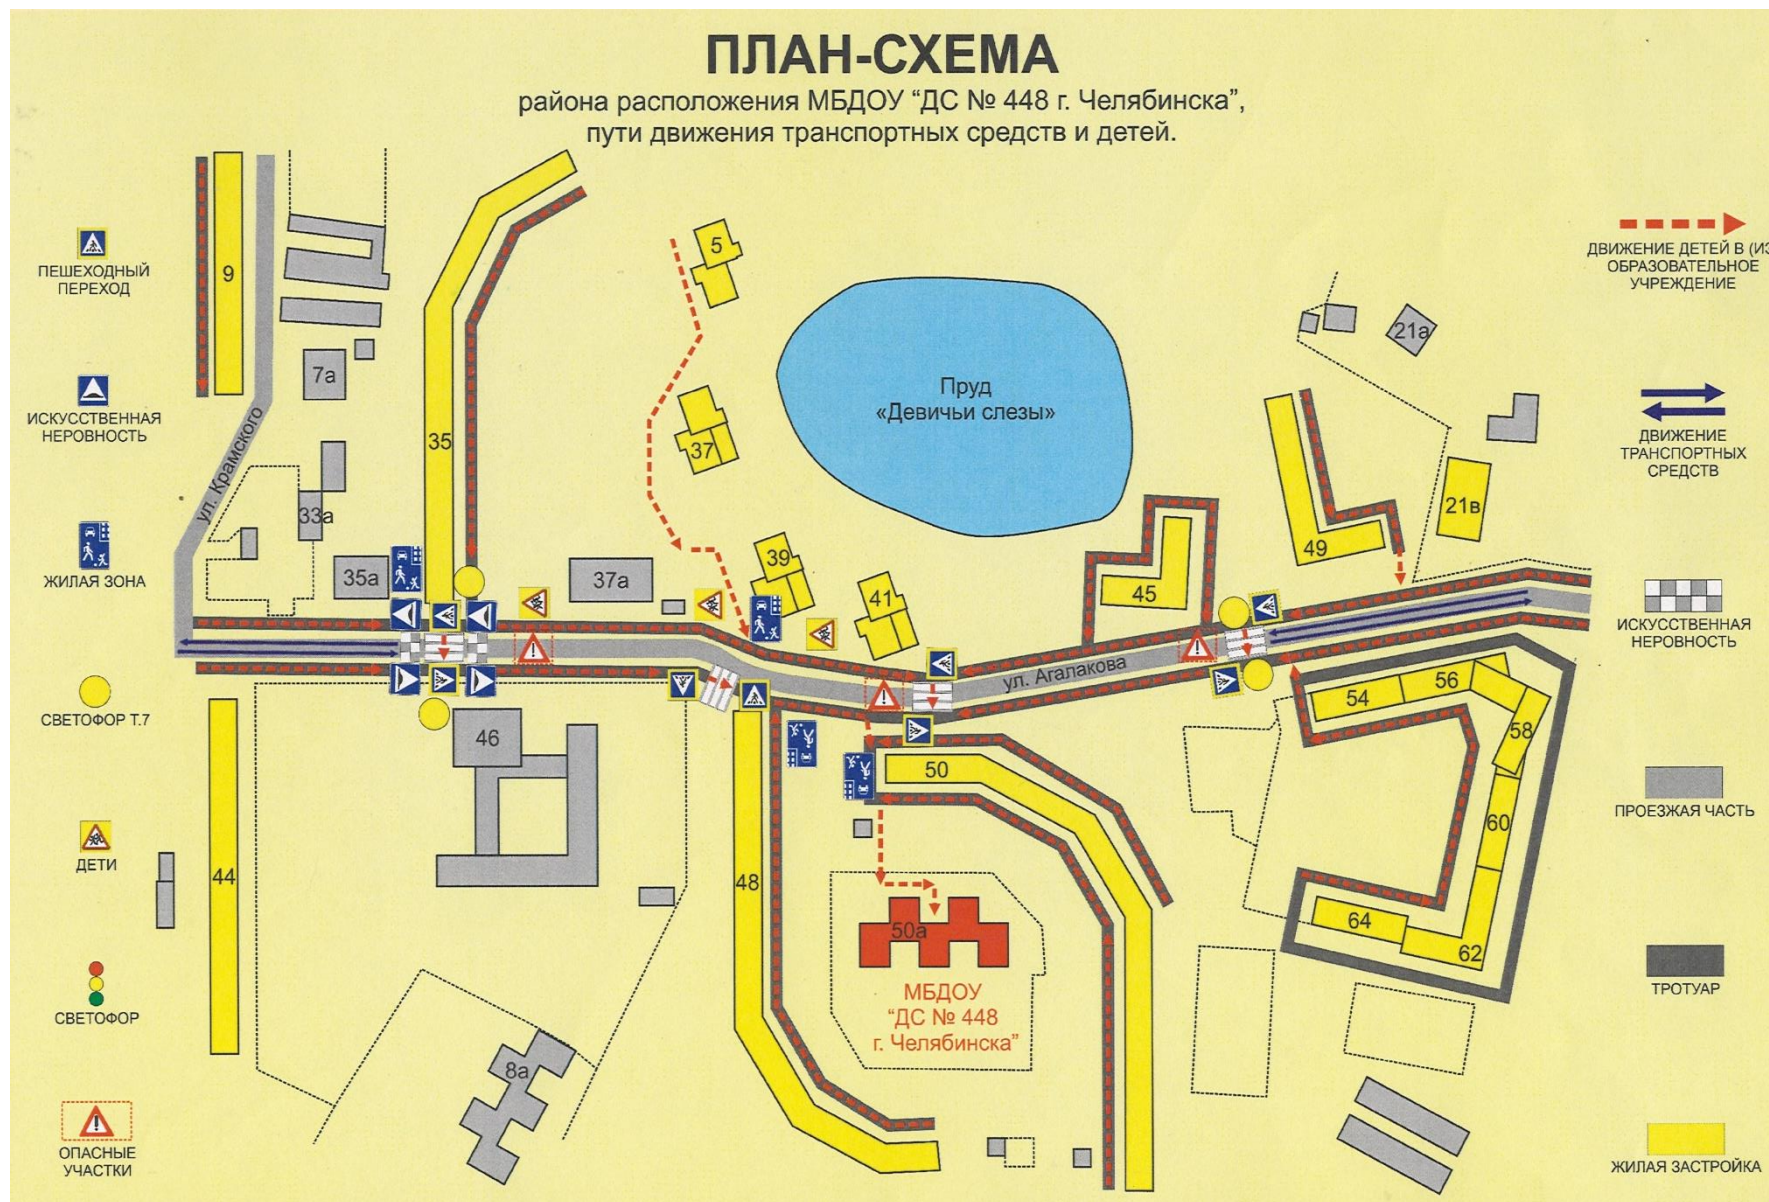 ПЛАН-СХЕМА
района расположения МБДОУ “ДС № 448 г. Челябинска”,
пути движения транспортных средств и детей.
ПЕШЕХОДНЫЙ
ПЕРЕХОД
ИСКУССТВЕННАЯ
НЕРОВНОСТЬ
ЖИЛАЯ ЗОНА
СВЕТОФОР Т.7
ДЕТИ
СВЕТОФОР
ОПАСНЫЕ
УЧАСТКИ
9
7а
ул. Крамского
33а
35
35а
37а
5
37
39
41
Пруд
«Девичьи слезы»
45
49
21а
21в
ул. Агалакова
44
46
48
50
50а
МБДОУ
“ДС № 448
г. Челябинска”
8а
54
56
58
60
62
64
ДВИЖЕНИЕ ДЕТЕЙ В (ИЗ
ОБРАЗОВАТЕЛЬНОЕ
УЧРЕЖДЕНИЕ
ДВИЖЕНИЕ
ТРАНСПОРТНЫХ
СРЕДСТВ
ИСКУССТВЕННАЯ
НЕРОВНОСТЬ
ПРОЕЗЖАЯ ЧАСТЬ
ТРОТУАР
ЖИЛАЯ ЗАСТРОЙКА